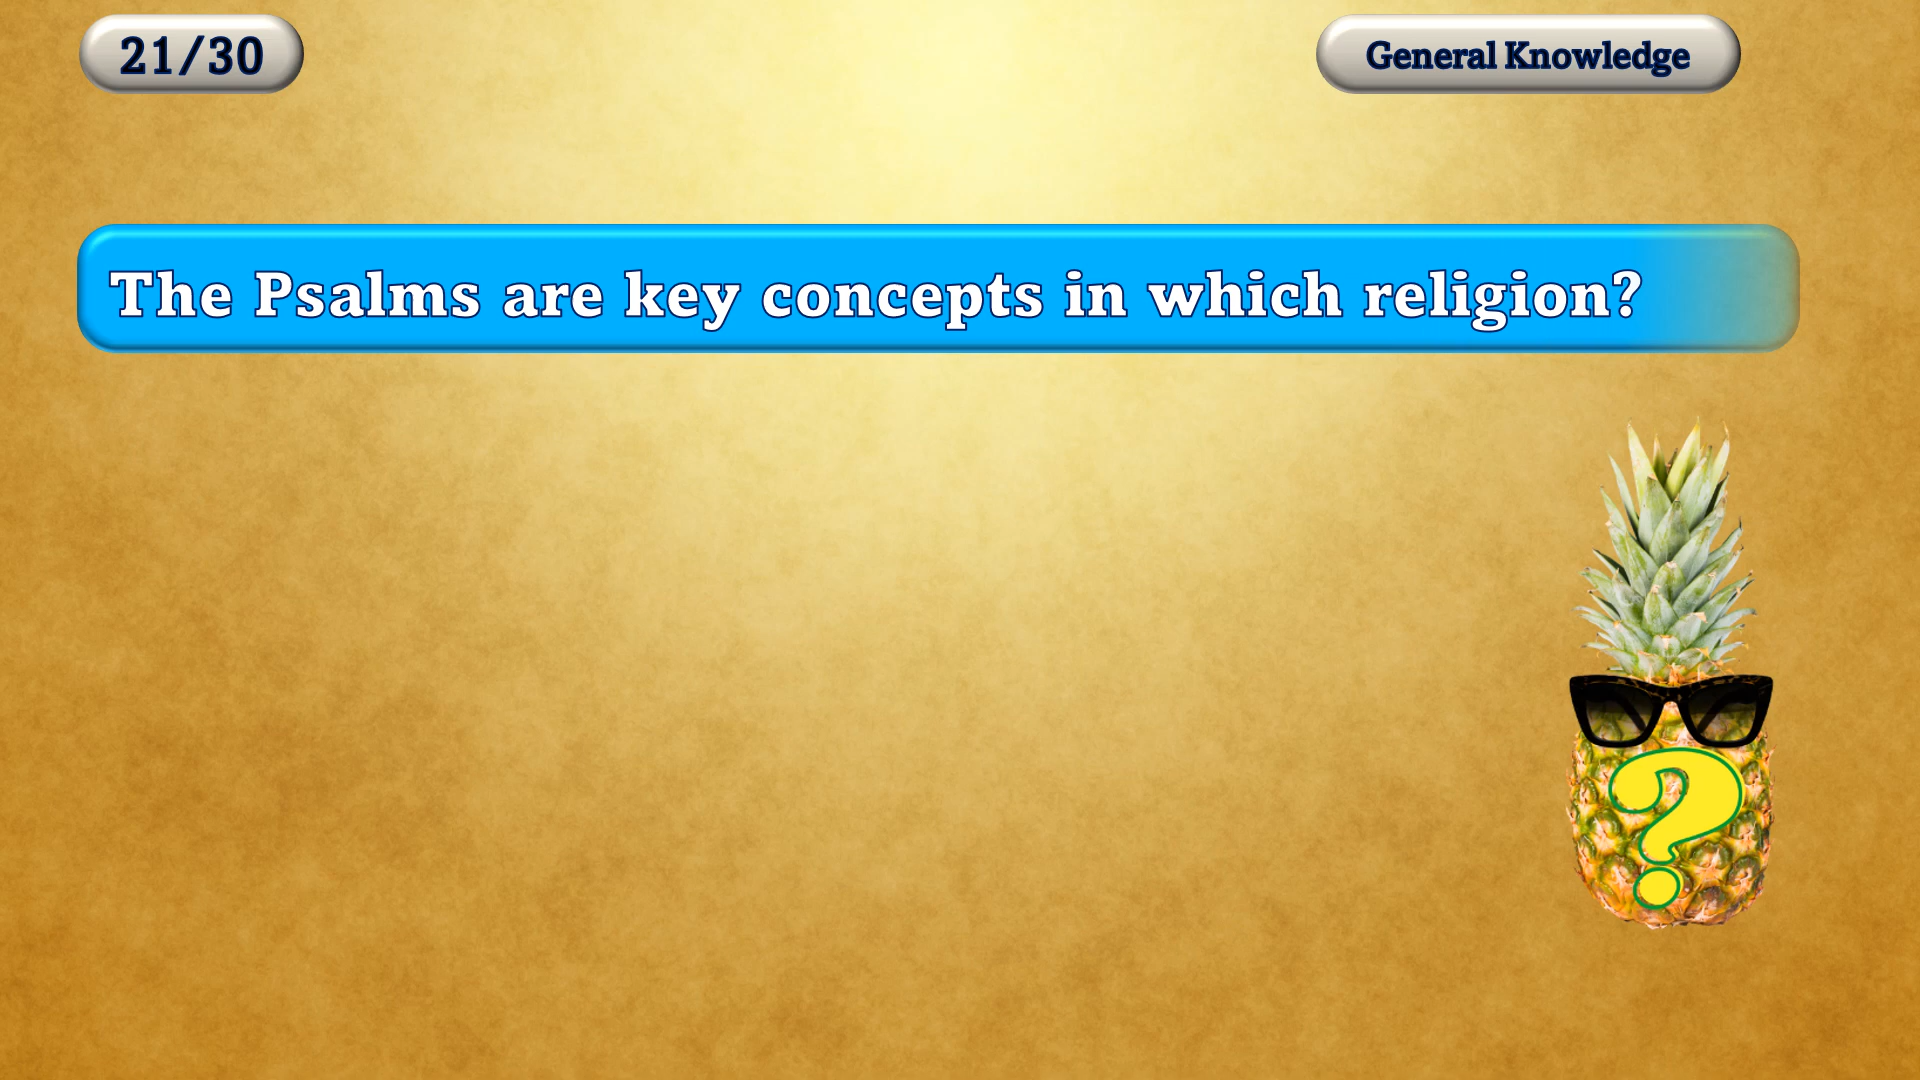 21/30
General Knowledge
The Psalms are key concepts in which religion?
?